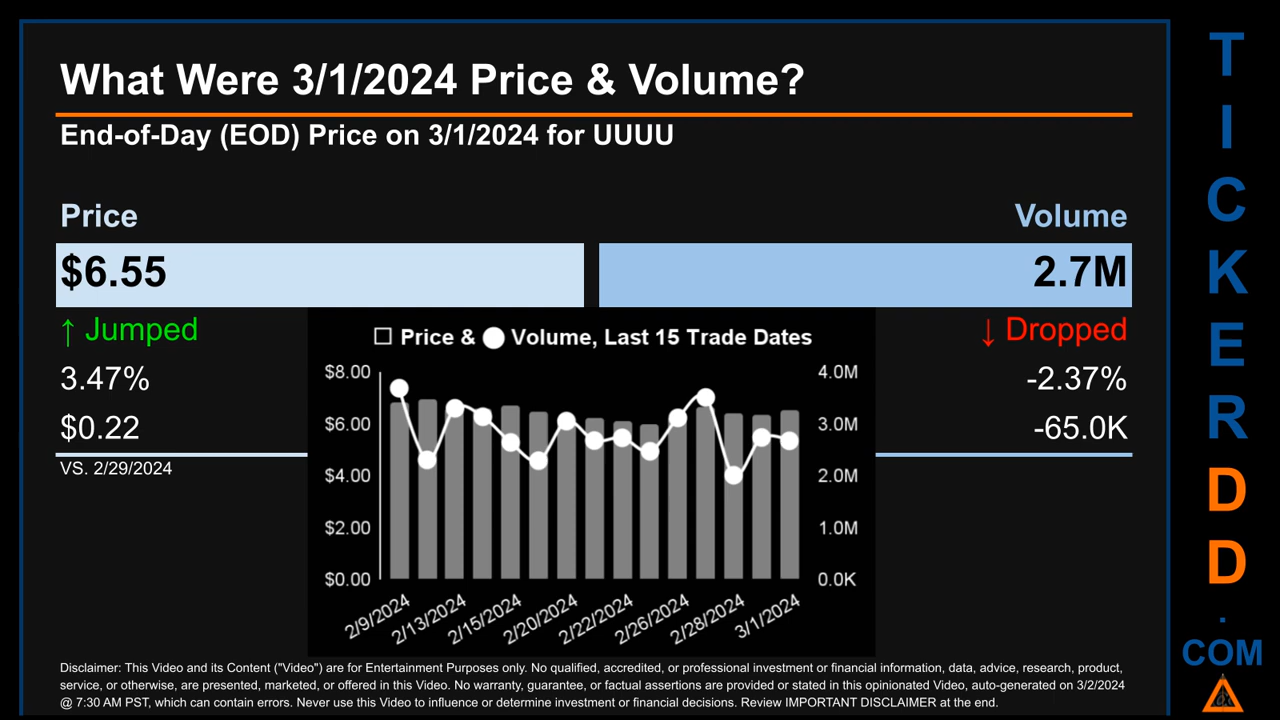 What Were 3/1/2024 Price & Volume?
End-of-Day (EOD) Price on 3/1/2024 for UUUU
Price
Volume
$6.55
2.7M
↑ Jumped
↓ Dropped
3.47%
-2.37%
$0.22
-65.0K
VS. 2/29/2024
Price & Volume, Last 15 Trade Dates
$8.00
$6.00
$4.00
$2.00
$0.00
4.0M
3.0M
2.0M
1.0M
0.0K
2/9/2024
2/13/2024
2/15/2024
2/20/2024
2/22/2024
2/26/2024
2/28/2024
3/1/2024
Disclaimer: This Video and its Content ("Video") are for Entertainment Purposes only. No qualified, accredited, or professional investment or financial information, data, advice, research, product,
service, or otherwise, are presented, marketed, or offered in this Video. No warranty, guarantee, or factual assertions are provided or stated in this opinionated Video, auto-generated on 3/2/2024
@ 7:30 AM PST, which can contain errors. Never use this Video to influence or determine investment or financial decisions. Review IMPORTANT DISCLAIMER at the end.
T
I
C
K
E
R
D
D
.
COM